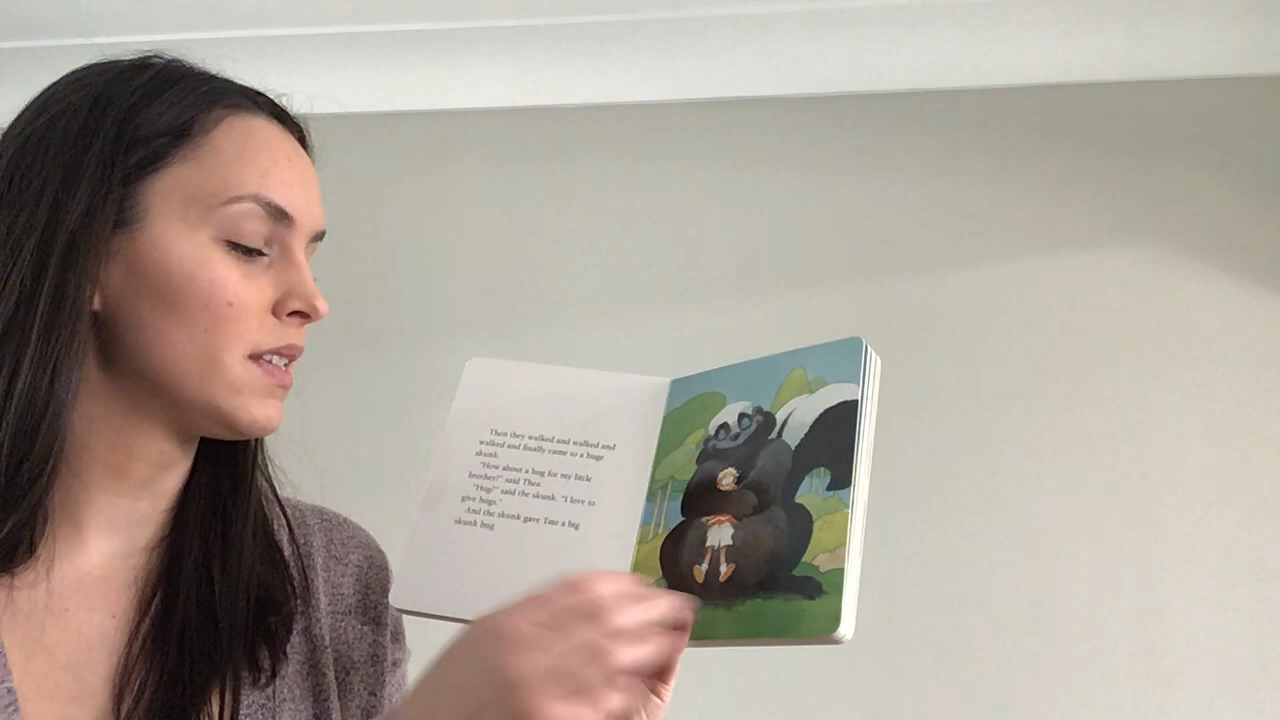 Then they walked and walked and
walked and finally came to a huge
skunk.
"How about a hug for my little
brother?" said Thea
"Hug?" said the skunk. "I love to
give hugs."
And the skunk gave Tate a big
skunk hug